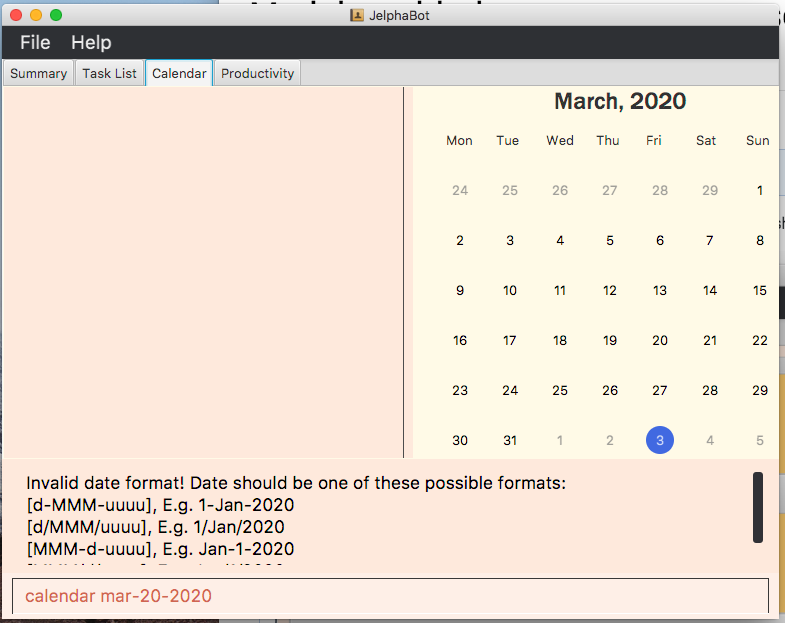 JelphaBot
File Help
Summary Task List Calendar Productivity
March, 2020
Mon Tue Wed Thu Fri Sat Sun
24 25 26 27 28 29 1
2 3 4 5 6 7 8
9 10 11 12 13 14 15
16 17 18 19 20 21 22
23 24 25 26 27 28 29
30 31 1 2 3 4 5
Invalid date format! Date should be one of these possible formats:
[d-MMM-uuuu], E.g. 1-Jan-2020
[d/MMM/uuuu], E.g. 1/Jan/2020
[MMM-d-uuuu], E.g. Jan-1-2020
calendar mar-20-2020